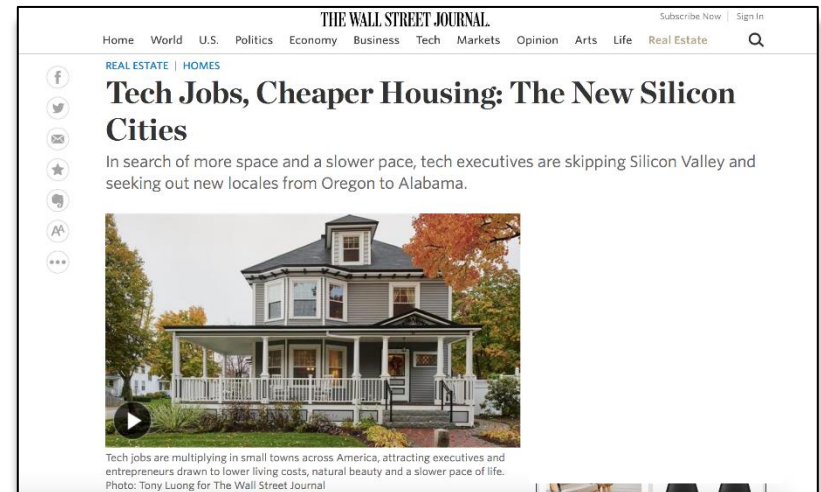 THE WALL STREET JOURNAL.
Subscribe Now | Sign In
Home World U.S. Politics Economy Business Tech Markets Opinion Arts Life Real Estate
REAL ESTATE | HOMES
Tech Jobs, Cheaper Housing: The New Silicon
Cities
In search of more space and a slower pace, tech executives are skipping Silicon Valley and
seeking out new locales from Oregon to Alabama.
Tech jobs are multiplying in small towns across America, attracting executives and
entrepreneurs drawn to lower living costs, natural beauty and a slower pace of life.
Photo: Tony Luong for The Wall Street Journal